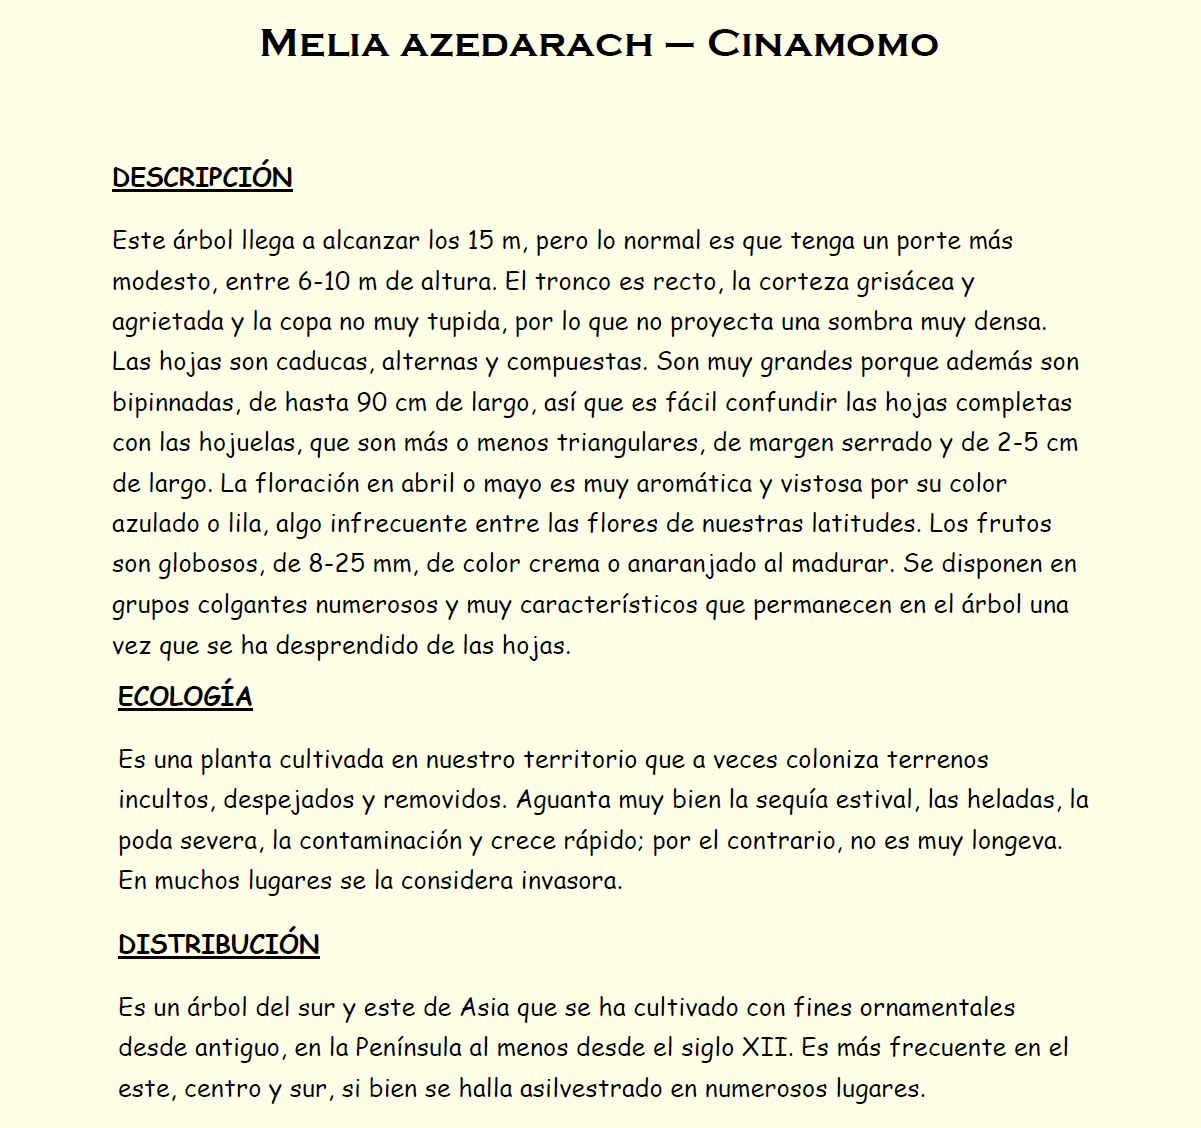 MELIA AZEDARACH – CINAMOMO
DESCRIPCIÓN
Este árbol llega a alcanzar los 15 m, pero lo normal es que tenga un porte más
modesto, entre 6-10 m de altura. El tronco es recto, la corteza grisácea y
agrietada y la copa no muy tupida, por lo que no proyecta una sombra muy densa.
Las hojas son caducas, alternas y compuestas. Son muy grandes porque además son
bipinnadas, de hasta 90 cm de largo, así que es fácil confundir las hojas completas
con las hojuelas, que son más o menos triangulares, de margen serrado y de 2-5 cm
de largo. La floración en abril o mayo es muy aromática y vistosa por su color
azulado o lila, algo infrecuente entre las flores de nuestras latitudes. Los frutos
son globosos, de 8-25 mm, de color crema o anaranjado al madurar. Se disponen en
grupos colgantes numerosos y muy característicos que permanecen en el árbol una
vez que se ha desprendido de las hojas.
ECOLOGÍA
Es una planta cultivada en nuestro territorio que a veces coloniza terrenos
incultos, despejados y removidos. Aguanta muy bien la sequía estival, las heladas, la
poda severa, la contaminación y crece rápido; por el contrario, no es muy longeva.
En muchos lugares se la considera invasora.
DISTRIBUCIÓN
Es un árbol del sur y este de Asia que se ha cultivado con fines ornamentales
desde antiguo, en la Península al menos desde el siglo XII. Es más frecuente en el
este, centro y sur, si bien se halla asilvestrado en numerosos lugares.